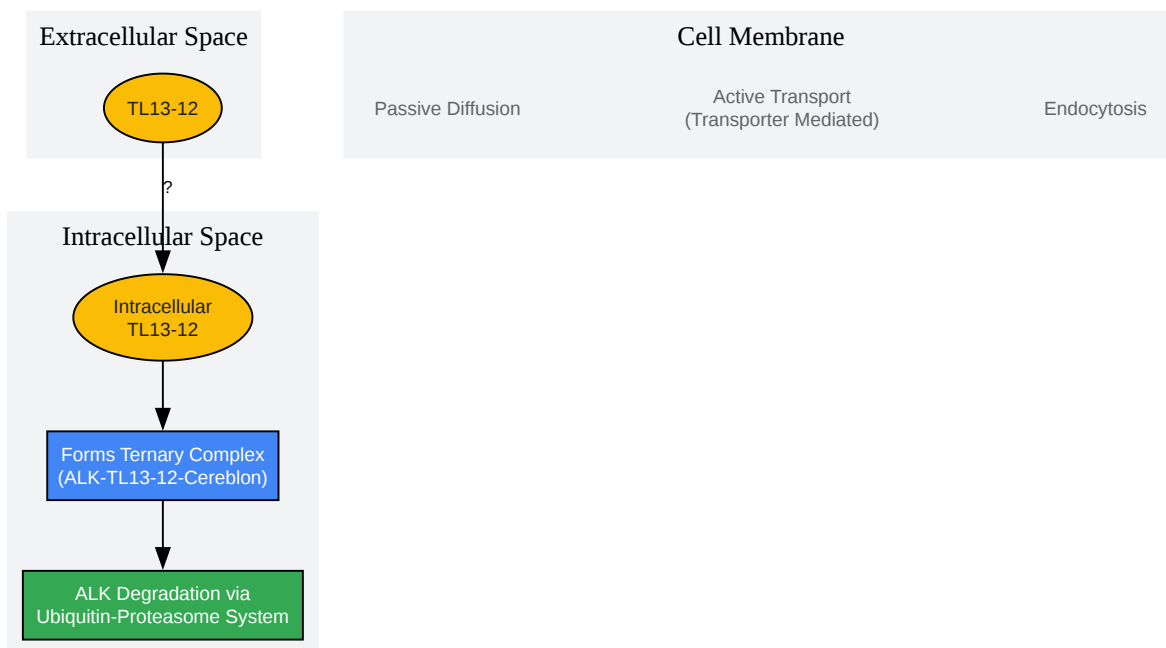 Extracellular Space
TL13-12
Cell Membrane
Passive Diffusion
Active Transport
(Transporter Mediated)
Endocytosis
?
Intracellular Space
Intracellular
TL13-12
Forms Ternary Complex
(ALK-TL13-12-Cereblon)
ALK Degradation via
Ubiquitin-Proteasome System